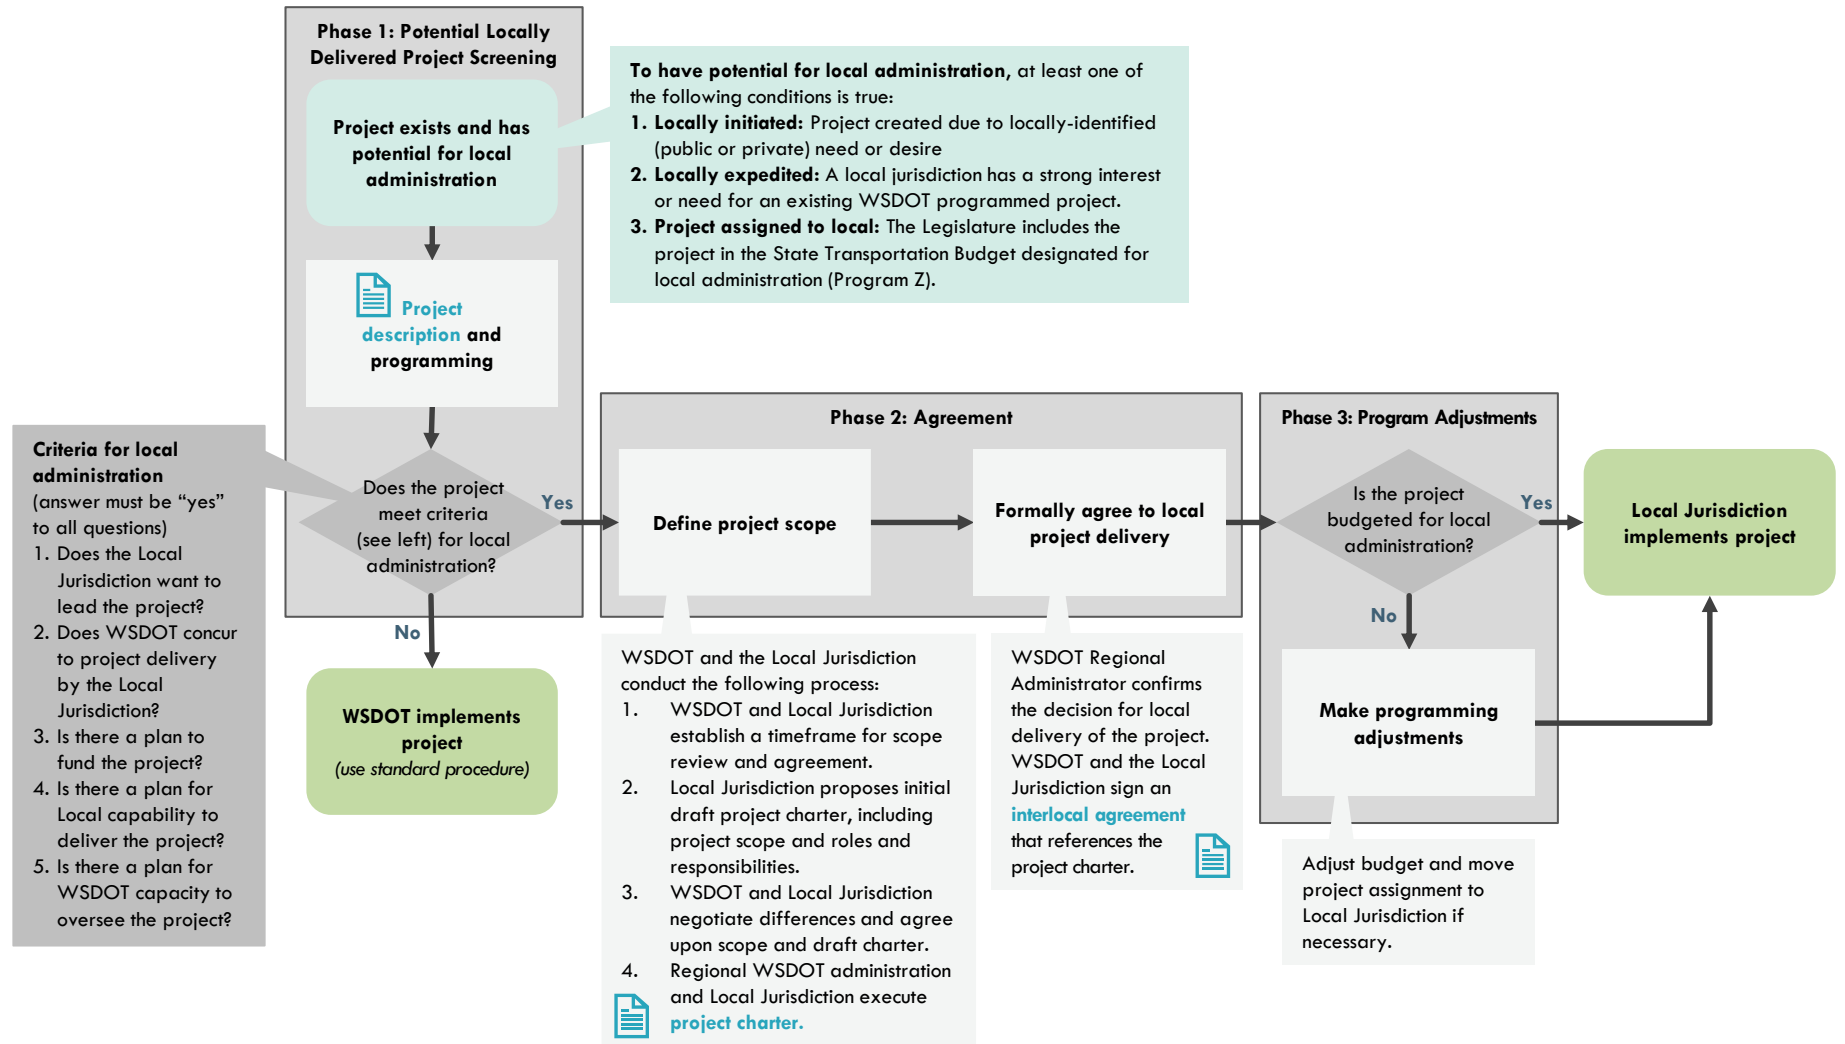 Phase 1: Potential Locally
Delivered Project Screening
Project exists and has
potential for local
administration
To have potential for local administration, at least one of
the following conditions is true:
1. Locally initiated: Project created due to locally-identified
(public or private) need or desire
2. Locally expedited: A local jurisdiction has a strong interest
or need for an existing WSDOT programmed project.
3. Project assigned to local: The Legislature includes the
project in the State Transportation Budget designated for
local administration (Program Z).
Project
description and
programming
Criteria for local
administration
(answer must be “yes”
to all questions)
1. Does the Local
Jurisdiction want to
lead the project?
2. Does WSDOT concur
to project delivery
by the Local
Jurisdiction?
3. Is there a plan to
fund the project?
4. Is there a plan for
Local capability to
deliver the project?
5. Is there a plan for
WSDOT capacity to
oversee the project?
Does the project
meet criteria
(see left) for local
administration?
Yes
No
WSDOT implements
project
(use standard procedure)
Phase 2: Agreement
Define project scope
Formally agree to local
project delivery
WSDOT and the Local Jurisdiction
conduct the following process:
1. WSDOT and Local Jurisdiction
establish a timeframe for scope
review and agreement.
2. Local Jurisdiction proposes initial
draft project charter, including
project scope and roles and
responsibilities.
3. WSDOT and Local Jurisdiction
negotiate differences and agree
upon scope and draft charter.
4. Regional WSDOT administration
and Local Jurisdiction execute
project charter.
WSDOT Regional
Administrator confirms
the decision for local
delivery of the project.
WSDOT and the Local
Jurisdiction sign an
interlocal agreement
that references the
project charter.
Phase 3: Program Adjustments
Is the project
budgeted for local
administration?
Yes
No
Make programming
adjustments
Adjust budget and move
project assignment to
Local Jurisdiction if
necessary.
Local Jurisdiction
implements project